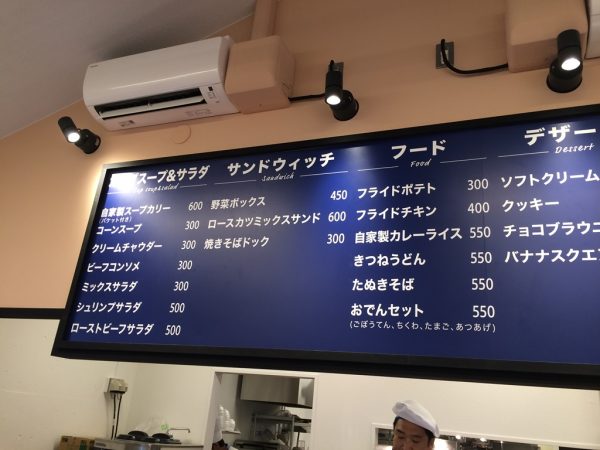 スープ&サラダ
soup&salad
自家製スープカリー 600
(バケット付き)
コーンスープ 300
クリームチャウダー 300
ビーフコンソメ 300
ミックスサラダ 300
シュリンプサラダ 500
ローストビーフサラダ 500
サンドウィッチ
Sandwich
野菜ボックス 450
ロースカツミックスサンド 600
焼きそばドック 300
フード
Food
フライドポテト 300
フライドチキン 400
自家製カレーライス 550
きつねうどん 550
たぬきそば 550
おでんセット 550
(ごぼうてん、ちくわ、たまご、あつあげ)
デザー
Dessert
ソフトクリーム
クッキー
チョコブラウニ
バナナスクエア